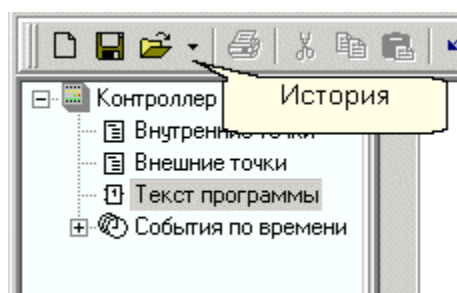 История
Контроллер
Внутренние точки
Внешние точки
Текст программы
События по времени